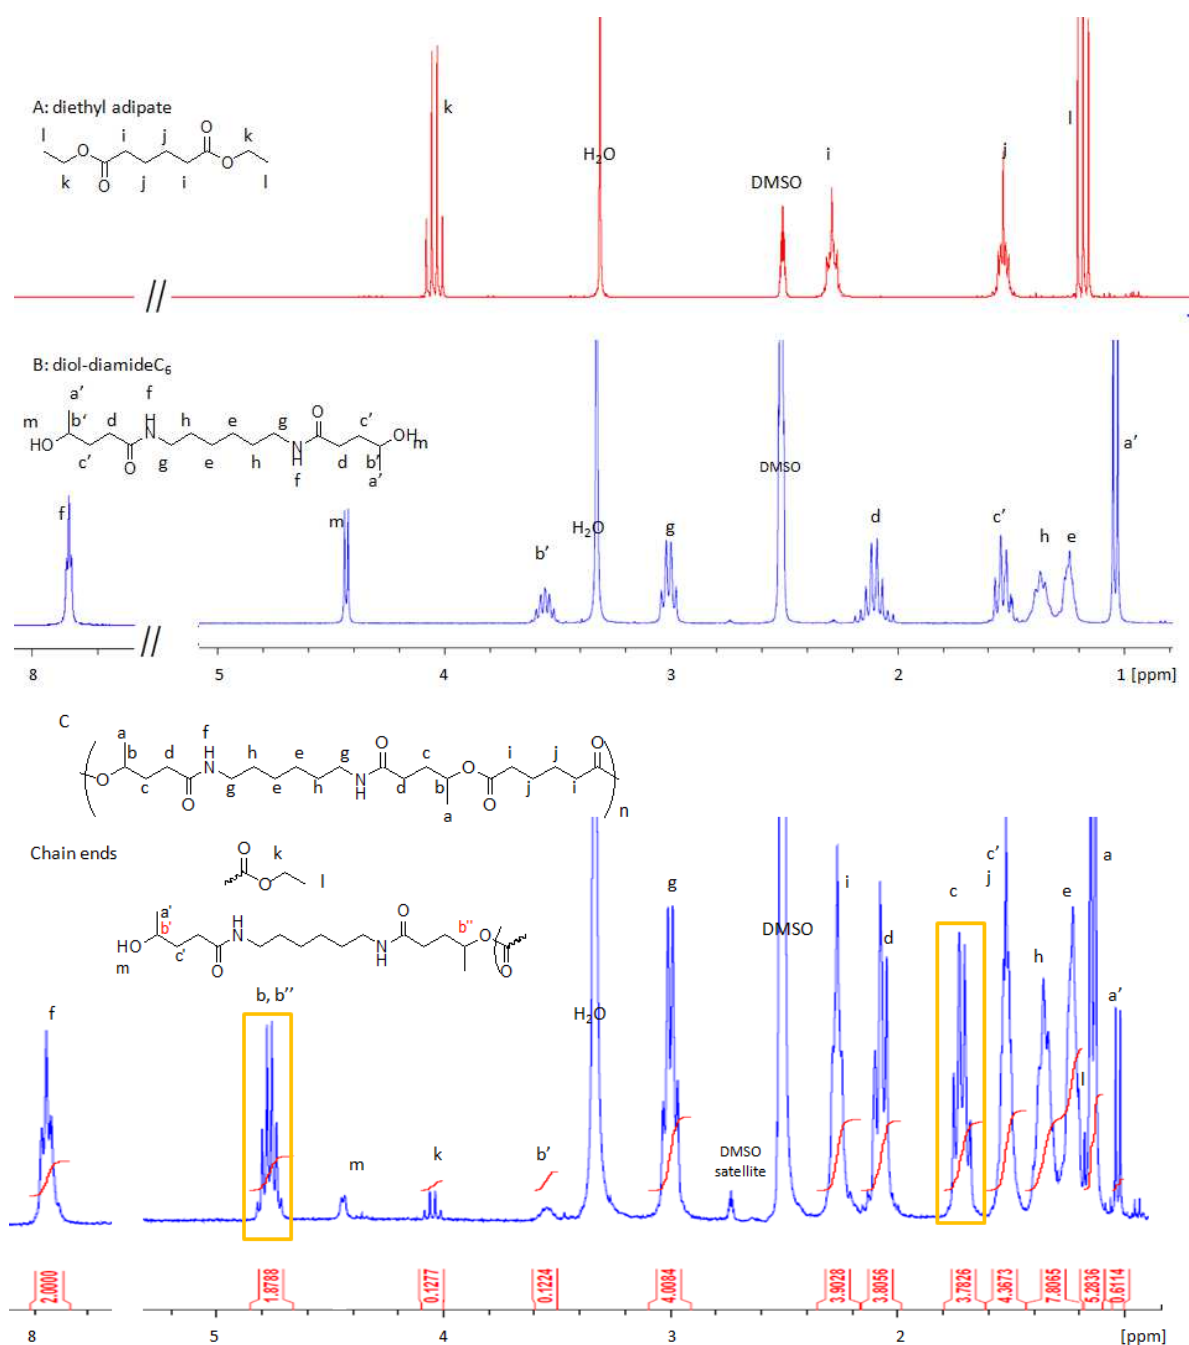 A: diethyl adipate
l
O
i
j
O
k
k
O
j
O
i
O
l
k
H2O
DMSO
i
j
l
B: diol-diamideC6
a'
f
m
b'
d
H
N
h
e
g
O
c'
OH
m
HO
c'
O
g
e
h
N
H
f
d
b'
a'
f
m
b'
H2O
g
DMSO
d
c'
h
e
a'
8
5
4
3
2
1 [ppm]
C
a
b
d
f
H
N
h
e
g
O
c
O
i
j
O
O
c
O
g
e
h
N
H
d
b
a
O
j
i
n
Chain ends
O
k
O
l
a'
b'
H
N
O
b''
O
HO
m
c'
O
N
H
O
f
b, b''
m
k
b'
H2O
g
DMSO
satellite
DMSO
i
d
c
c'
j
h
e
l
a
a'
2.0000
1.8788
0.1277
0.1224
4.0084
3.9028
3.8056
3.7826
4.3673
7.8065
5.2836
0.6114
8
5
4
3
2
[ppm]